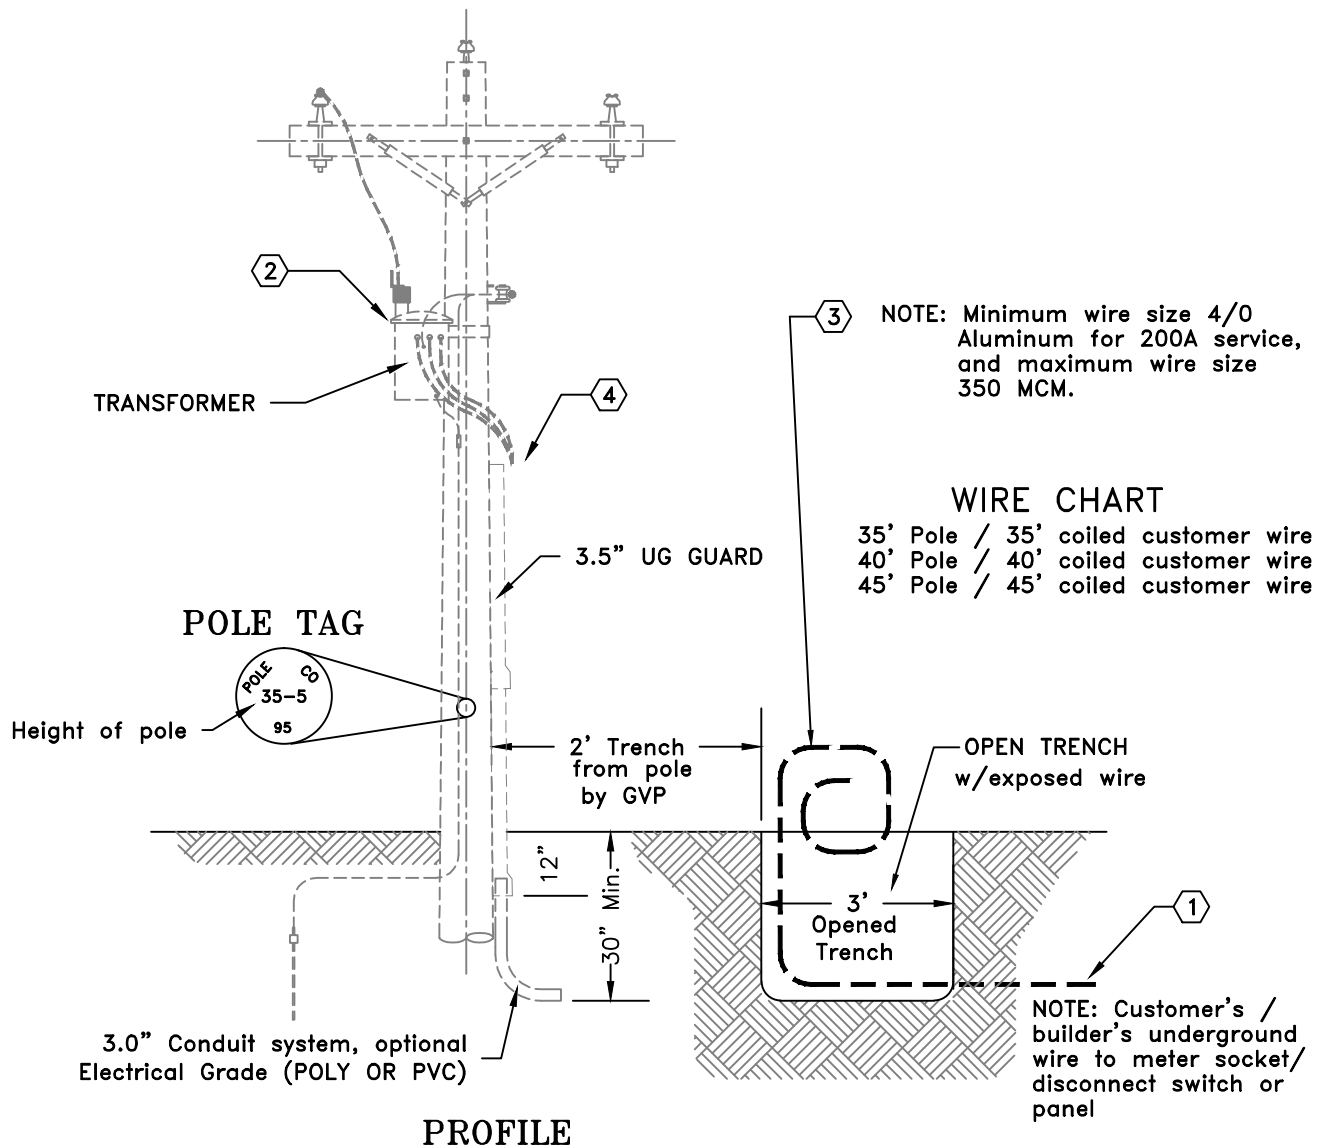 2
3
NOTE: Minimum wire size 4/0
Aluminum for 200A service,
and maximum wire size
350 MCM.
TRANSFORMER
4
WIRE CHART
35' Pole / 35' coiled customer wire
40' Pole / 40' coiled customer wire
45' Pole / 45' coiled customer wire
3.5" UG GUARD
POLE TAG
POLE CO
35-5
95
Height of pole
2' Trench
from pole
by GVP
OPEN TRENCH
w/exposed wire
12"
30" Min.
3'
Opened
Trench
1
NOTE: Customer's /
builder's underground
wire to meter socket/
disconnect switch or
panel
3.0" Conduit system, optional
Electrical Grade (POLY OR PVC)
PROFILE